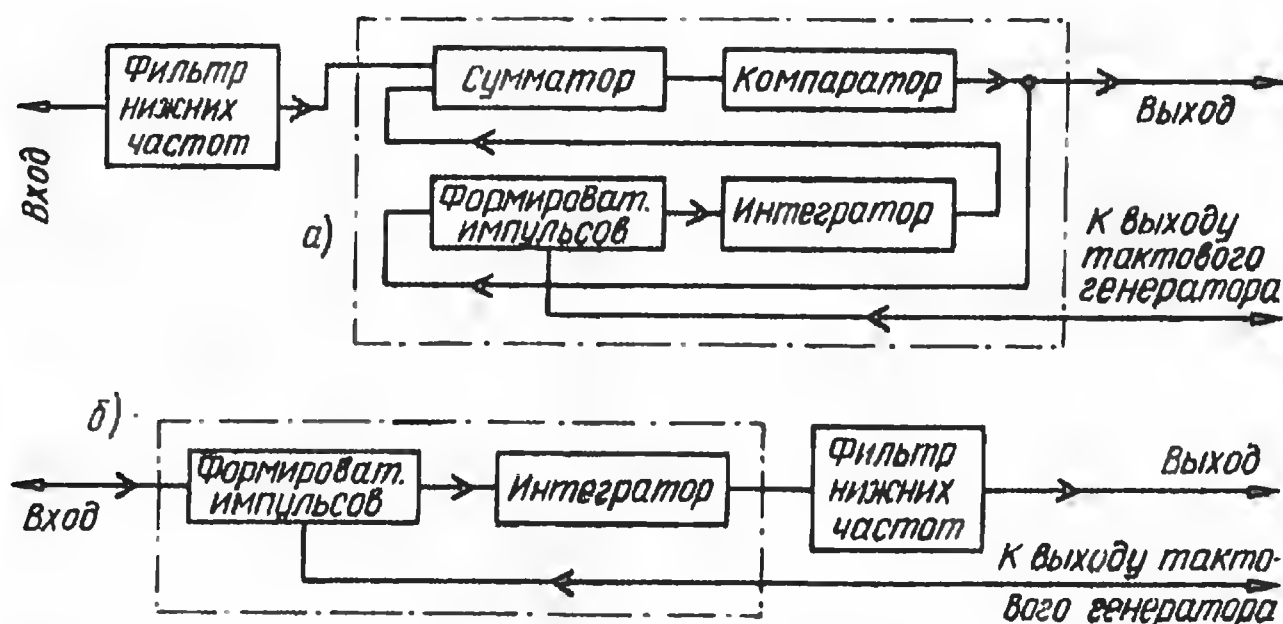 Фильтр
нижних
частот
Сумматор
Компаратор
Выход
Вход
а)
Формироват.
импульсов
Интегратор
К выходу
тактового
генератора
б)
Формироват.
импульсов
Интегратор
Фильтр
нижних
частот
Выход
Вход
К выходу такто-
вого генератора